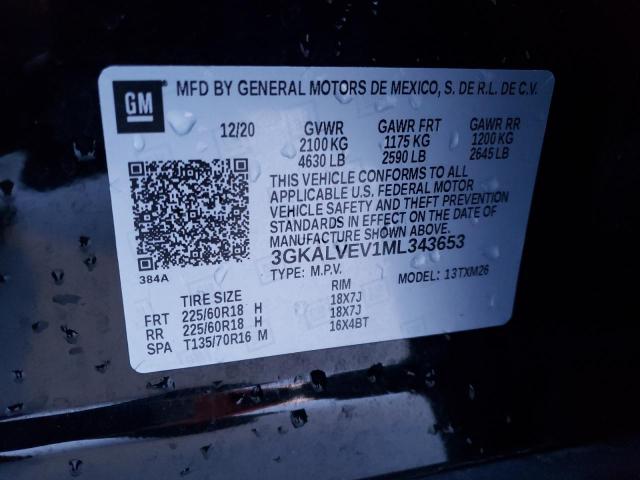 GM
MFD BY GENERAL MOTORS DE MEXICO, S. DE R.L. DE C.V.
12/20 GVWR GAWR FRT GAWR RR
2100 KG 1175 KG 1200 KG
4630 LB 2590 LB 2645 LB
THIS VEHICLE CONFORMS TO ALL
APPLICABLE U.S. FEDERAL MOTOR
VEHICLE SAFETY AND THEFT PREVENTION
STANDARDS IN EFFECT ON THE DATE OF
MANUFACTURE SHOWN ABOVE.
3GKALVEV1ML343653
384A
TYPE: M.P.V. MODEL: 13TXM26
TIRE SIZE RIM
FRT 225/60R18 H 18X7J
RR 225/60R18 H 18X7J
SPA T135/70R16 M 16X4BT